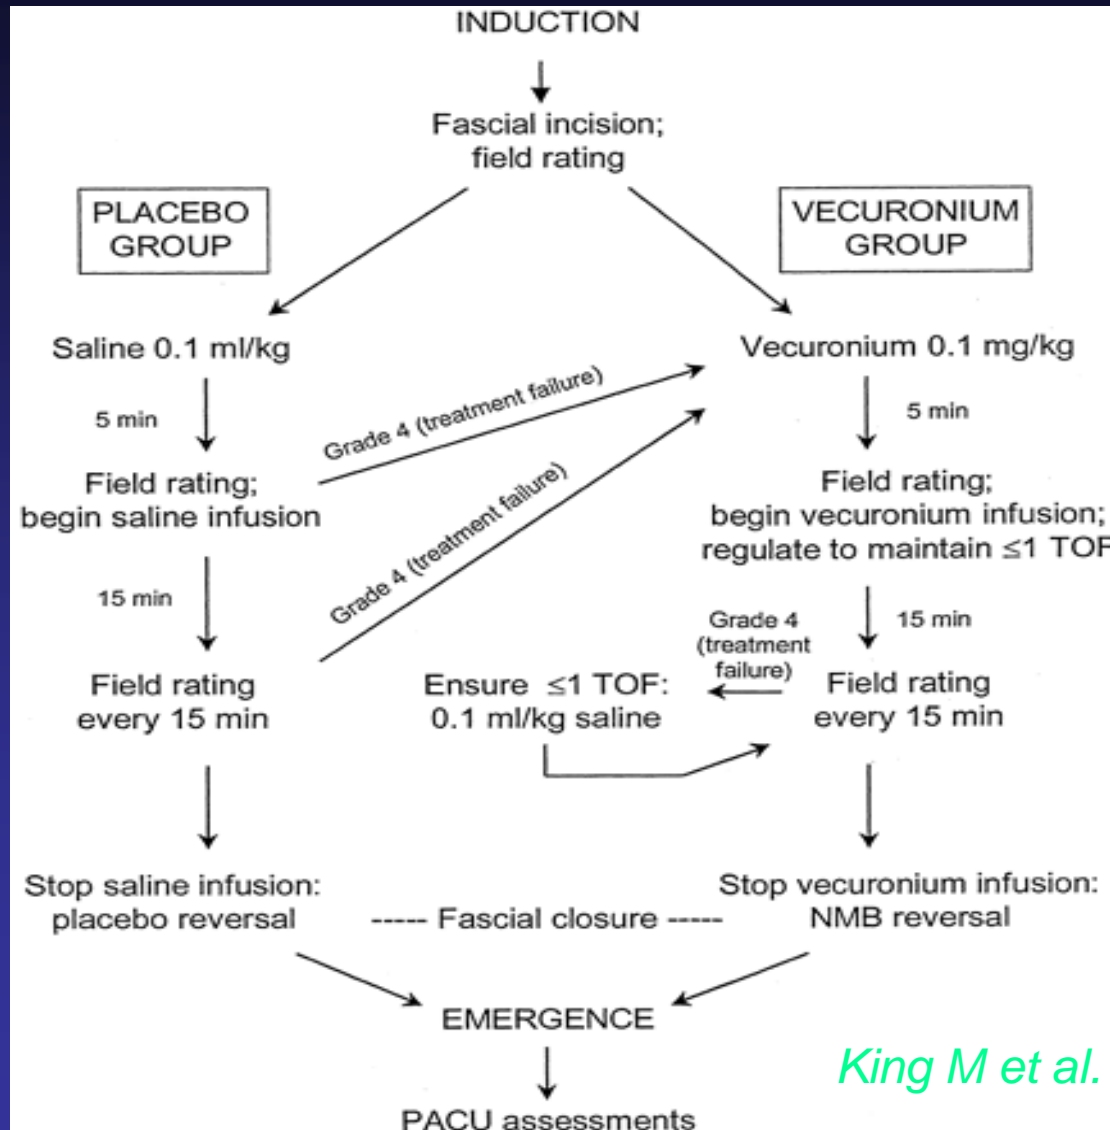 INDUCTION
Fascial incision;
field rating
PLACEBO
GROUP
VECURONIUM
GROUP
Saline 0.1 ml/kg
Vecuronium 0.1 mg/kg
Grade 4 (treatment failure)
5 min
5 min
Field rating;
begin saline infusion
Field rating;
begin vecuronium infusion;
regulate to maintain ≤1 TOF
Grade 4 (treatment failure)
15 min
15 min
Grade 4
(treatment
failure)
Field rating
every 15 min
Ensure ≤1 TOF:
0.1 ml/kg saline
Field rating
every 15 min
Stop saline infusion:
placebo reversal
----- Fascial closure -----
Stop vecuronium infusion:
NMB reversal
EMERGENCE
King M et al.
PACU assessments